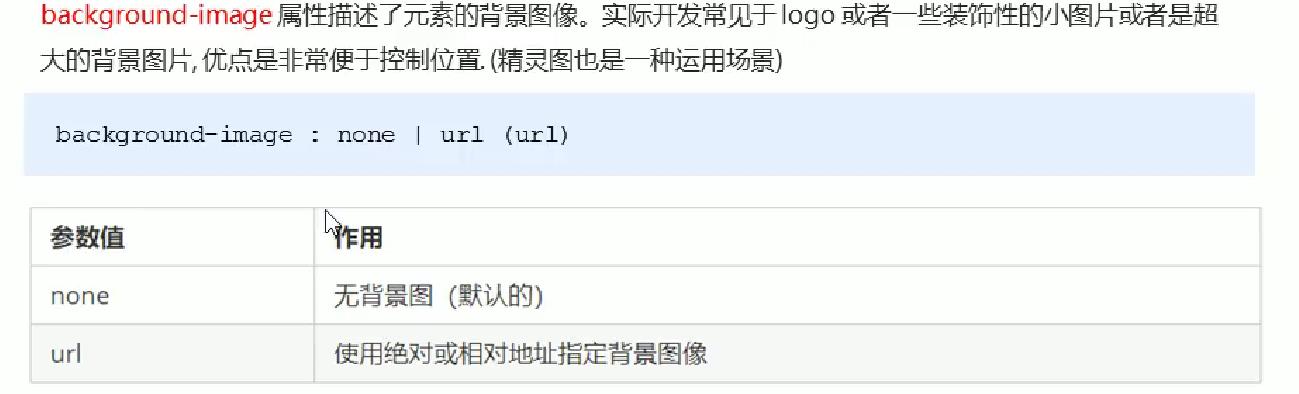 background-image 属性描述了元素的背景图像。实际开发常见于 logo 或者一些装饰性的小图片或者是超
大的背景图片, 优点是非常便于控制位置. (精灵图也是一种运用场景)
background-image : none | url (url)
参数值 作用
none 无背景图（默认的）
url 使用绝对或相对地址指定背景图像